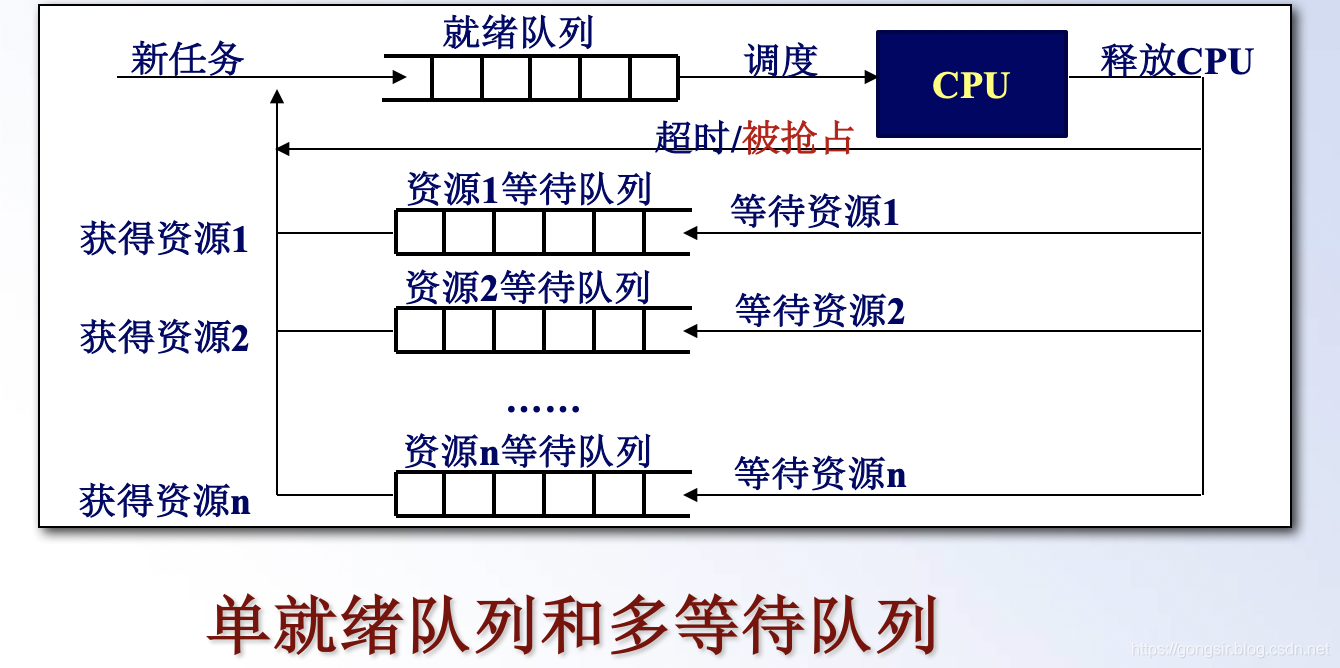 就绪队列
新任务
调度
CPU
释放CPU
超时/被抢占
资源1等待队列
等待资源1
获得资源1
资源2等待队列
等待资源2
获得资源2
……
资源n等待队列
等待资源n
获得资源n
单就绪队列和多等待队列
https://gongsir.blog.csdn.net